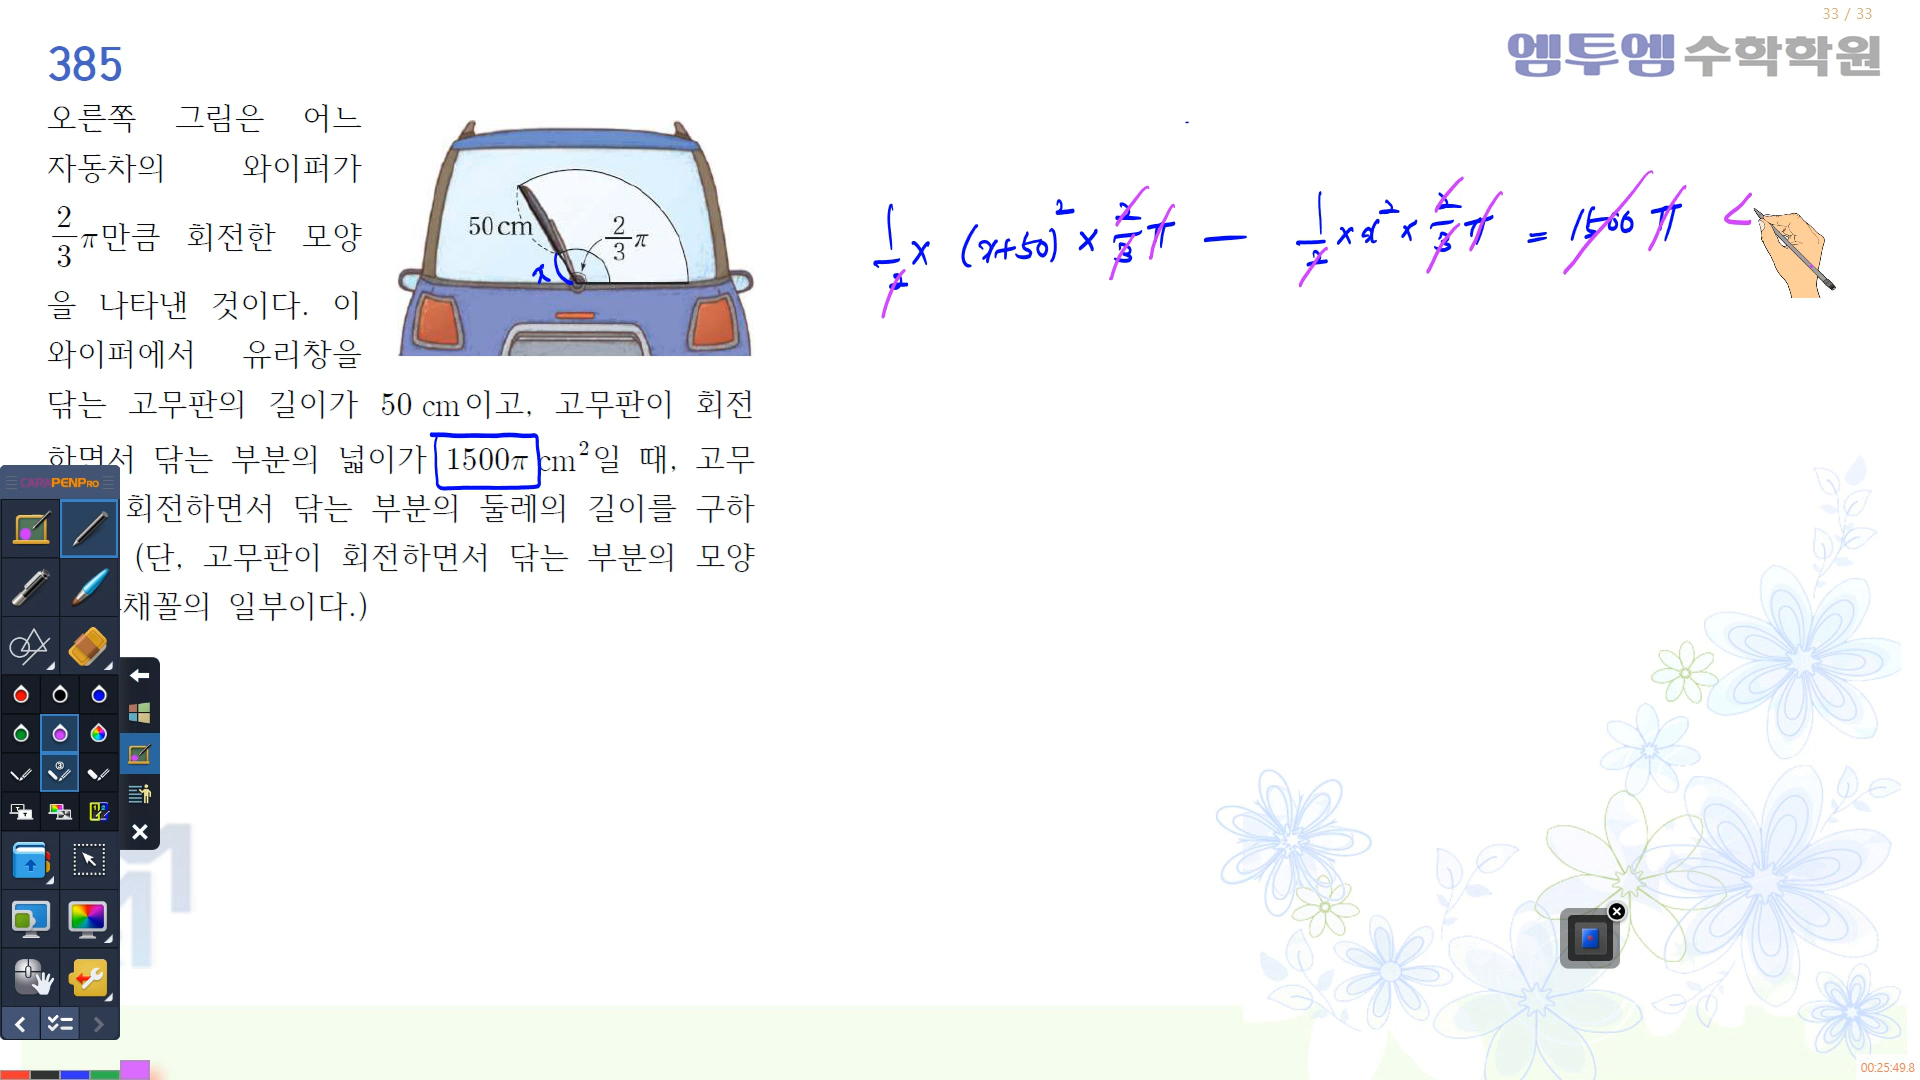 33 / 33
엠투엠 수학학원
385
오른쪽 그림은 어느
자동차의 와이퍼가
2/3 π만큼 회전한 모양
을 나타낸 것이다. 이
와이퍼에서 유리창을
닦는 고무판의 길이가 50 cm이고, 고무판이 회전
하면서 닦는 부분의 넓이가 1500π cm²일 때, 고무
회전하면서 닦는 부분의 둘레의 길이를 구하
(단, 고무판이 회전하면서 닦는 부분의 모양
채꼴의 일부이다.)
50 cm
2/3 π
x
1/2 × (x+50)² × 2/3 π − 1/2 × x² × 2/3 π = 1500 π
CARAPENPRO
00:25:49.8